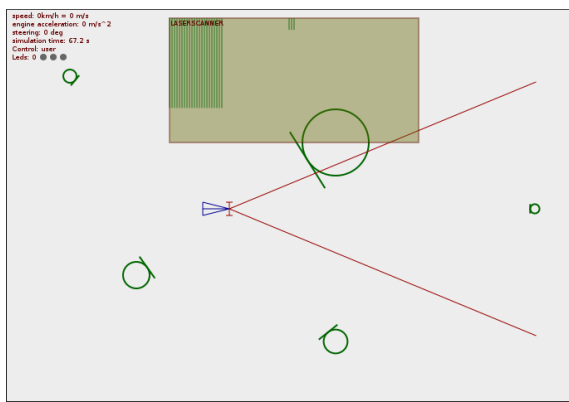 speed: 0km/h = 0 m/s
engine acceleration: 0 m/s^2
steering: 0 deg
simulation time: 67.2 s
Control: user
Leds: 0
LASERSCANNER